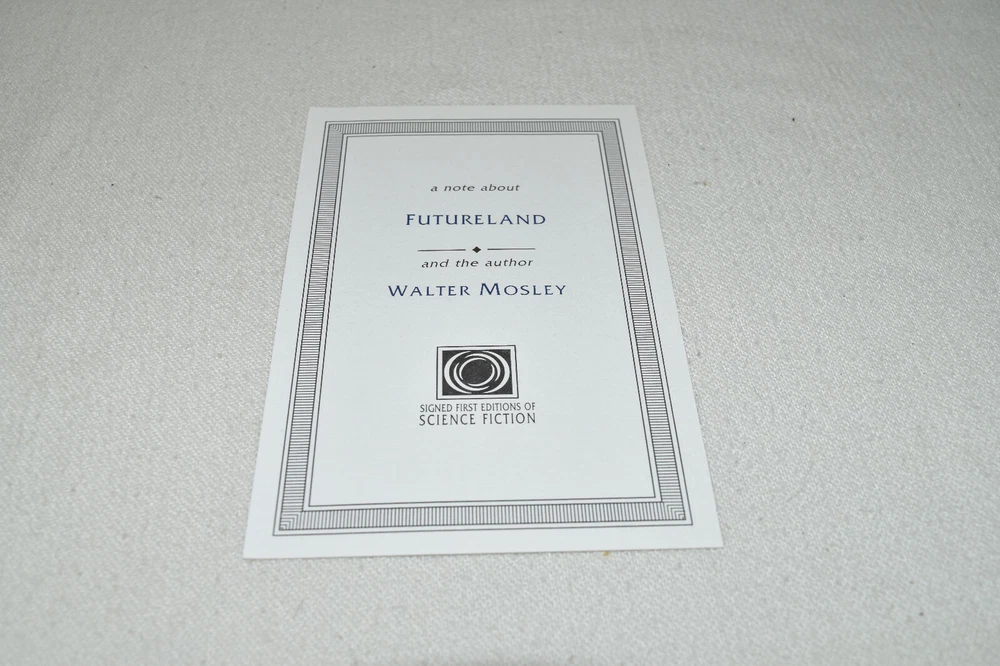 a note about
FUTURELAND
and the author
WALTER MOSLEY
SIGNED FIRST EDITIONS OF
SCIENCE FICTION